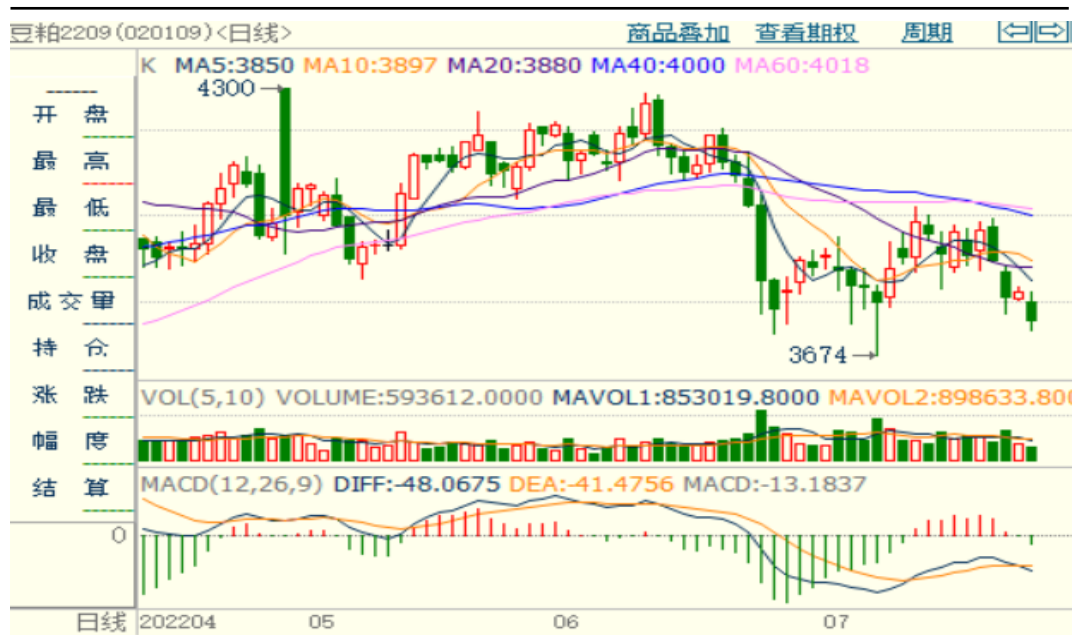 豆粕2209(020109)<日线> 商品叠加 查看期权 周期
K MA5:3850 MA10:3897 MA20:3880 MA40:4000 MA60:4018
4300
开 盘
最 高
最 低
收 盘
成 交 量
持 仓
3674
涨 跌
VOL(5,10) VOLUME:593612.0000 MAVOL1:853019.8000 MAVOL2:898633.800
幅 度
结 算
MACD(12,26,9) DIFF:-48.0675 DEA:-41.4756 MACD:-13.1837
0
日线 202204 05 06 07